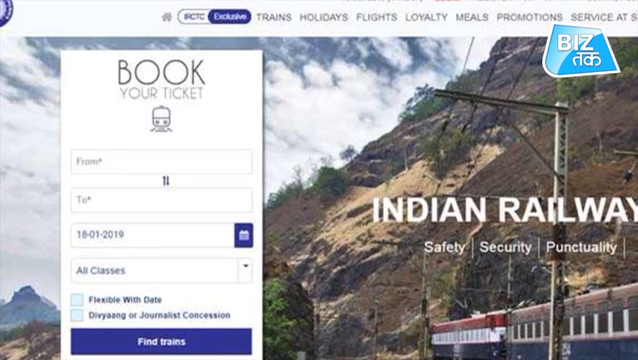 IRCTC Exclusive TRAINS HOLIDAYS FLIGHTS LOYALTY MEALS PROMOTIONS SERVICE AT S
BIZ
तक
BOOK
YOUR TICKET
From*
To*
18-01-2019
All Classes
Flexible With Date
Divyaang or Journalist Concession
Find trains
INDIAN RAILWAY
Safety | Security | Punctuality |